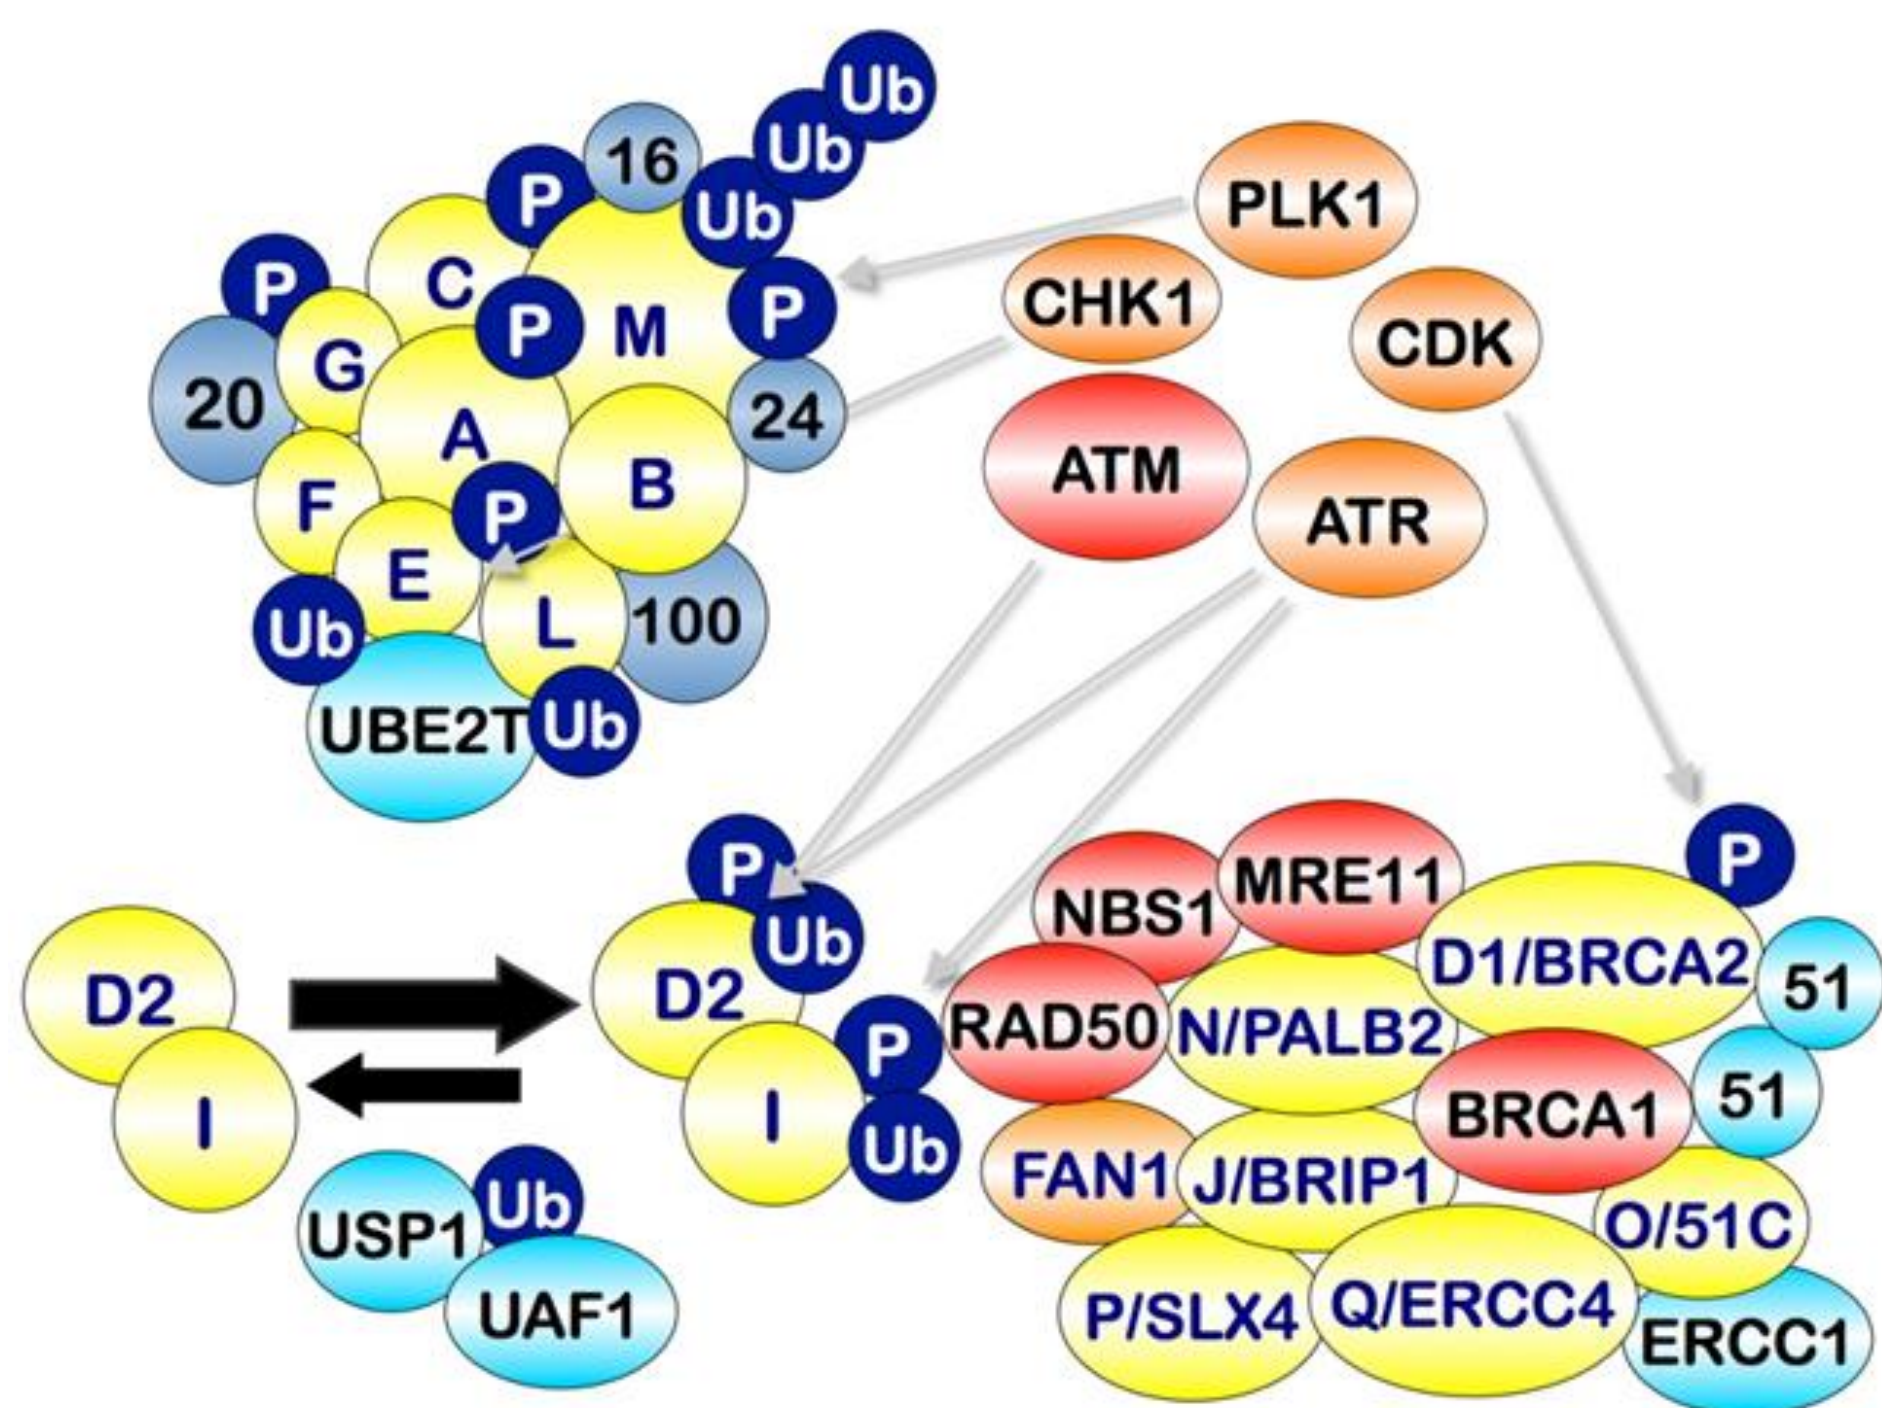 Ub
Ub
Ub
16
P
C
P
G
20
P
M
P
24
A
B
F
P
E
L
100
Ub
UBE2T
Ub
PLK1
CHK1
CDK
ATM
ATR
D2
I
USP1
Ub
UAF1
P
Ub
D2
P
I
Ub
NBS1
MRE11
P
D1/BRCA2
51
RAD50
N/PALB2
51
BRCA1
FAN1
J/BRIP1
O/51C
P/SLX4
Q/ERCC4
ERCC1